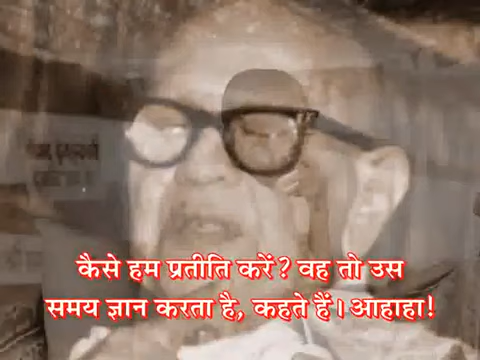 कैसे हम प्रतीति करें? वह तो उस
समय ज्ञान करता है, कहते हैं। आहाहा!